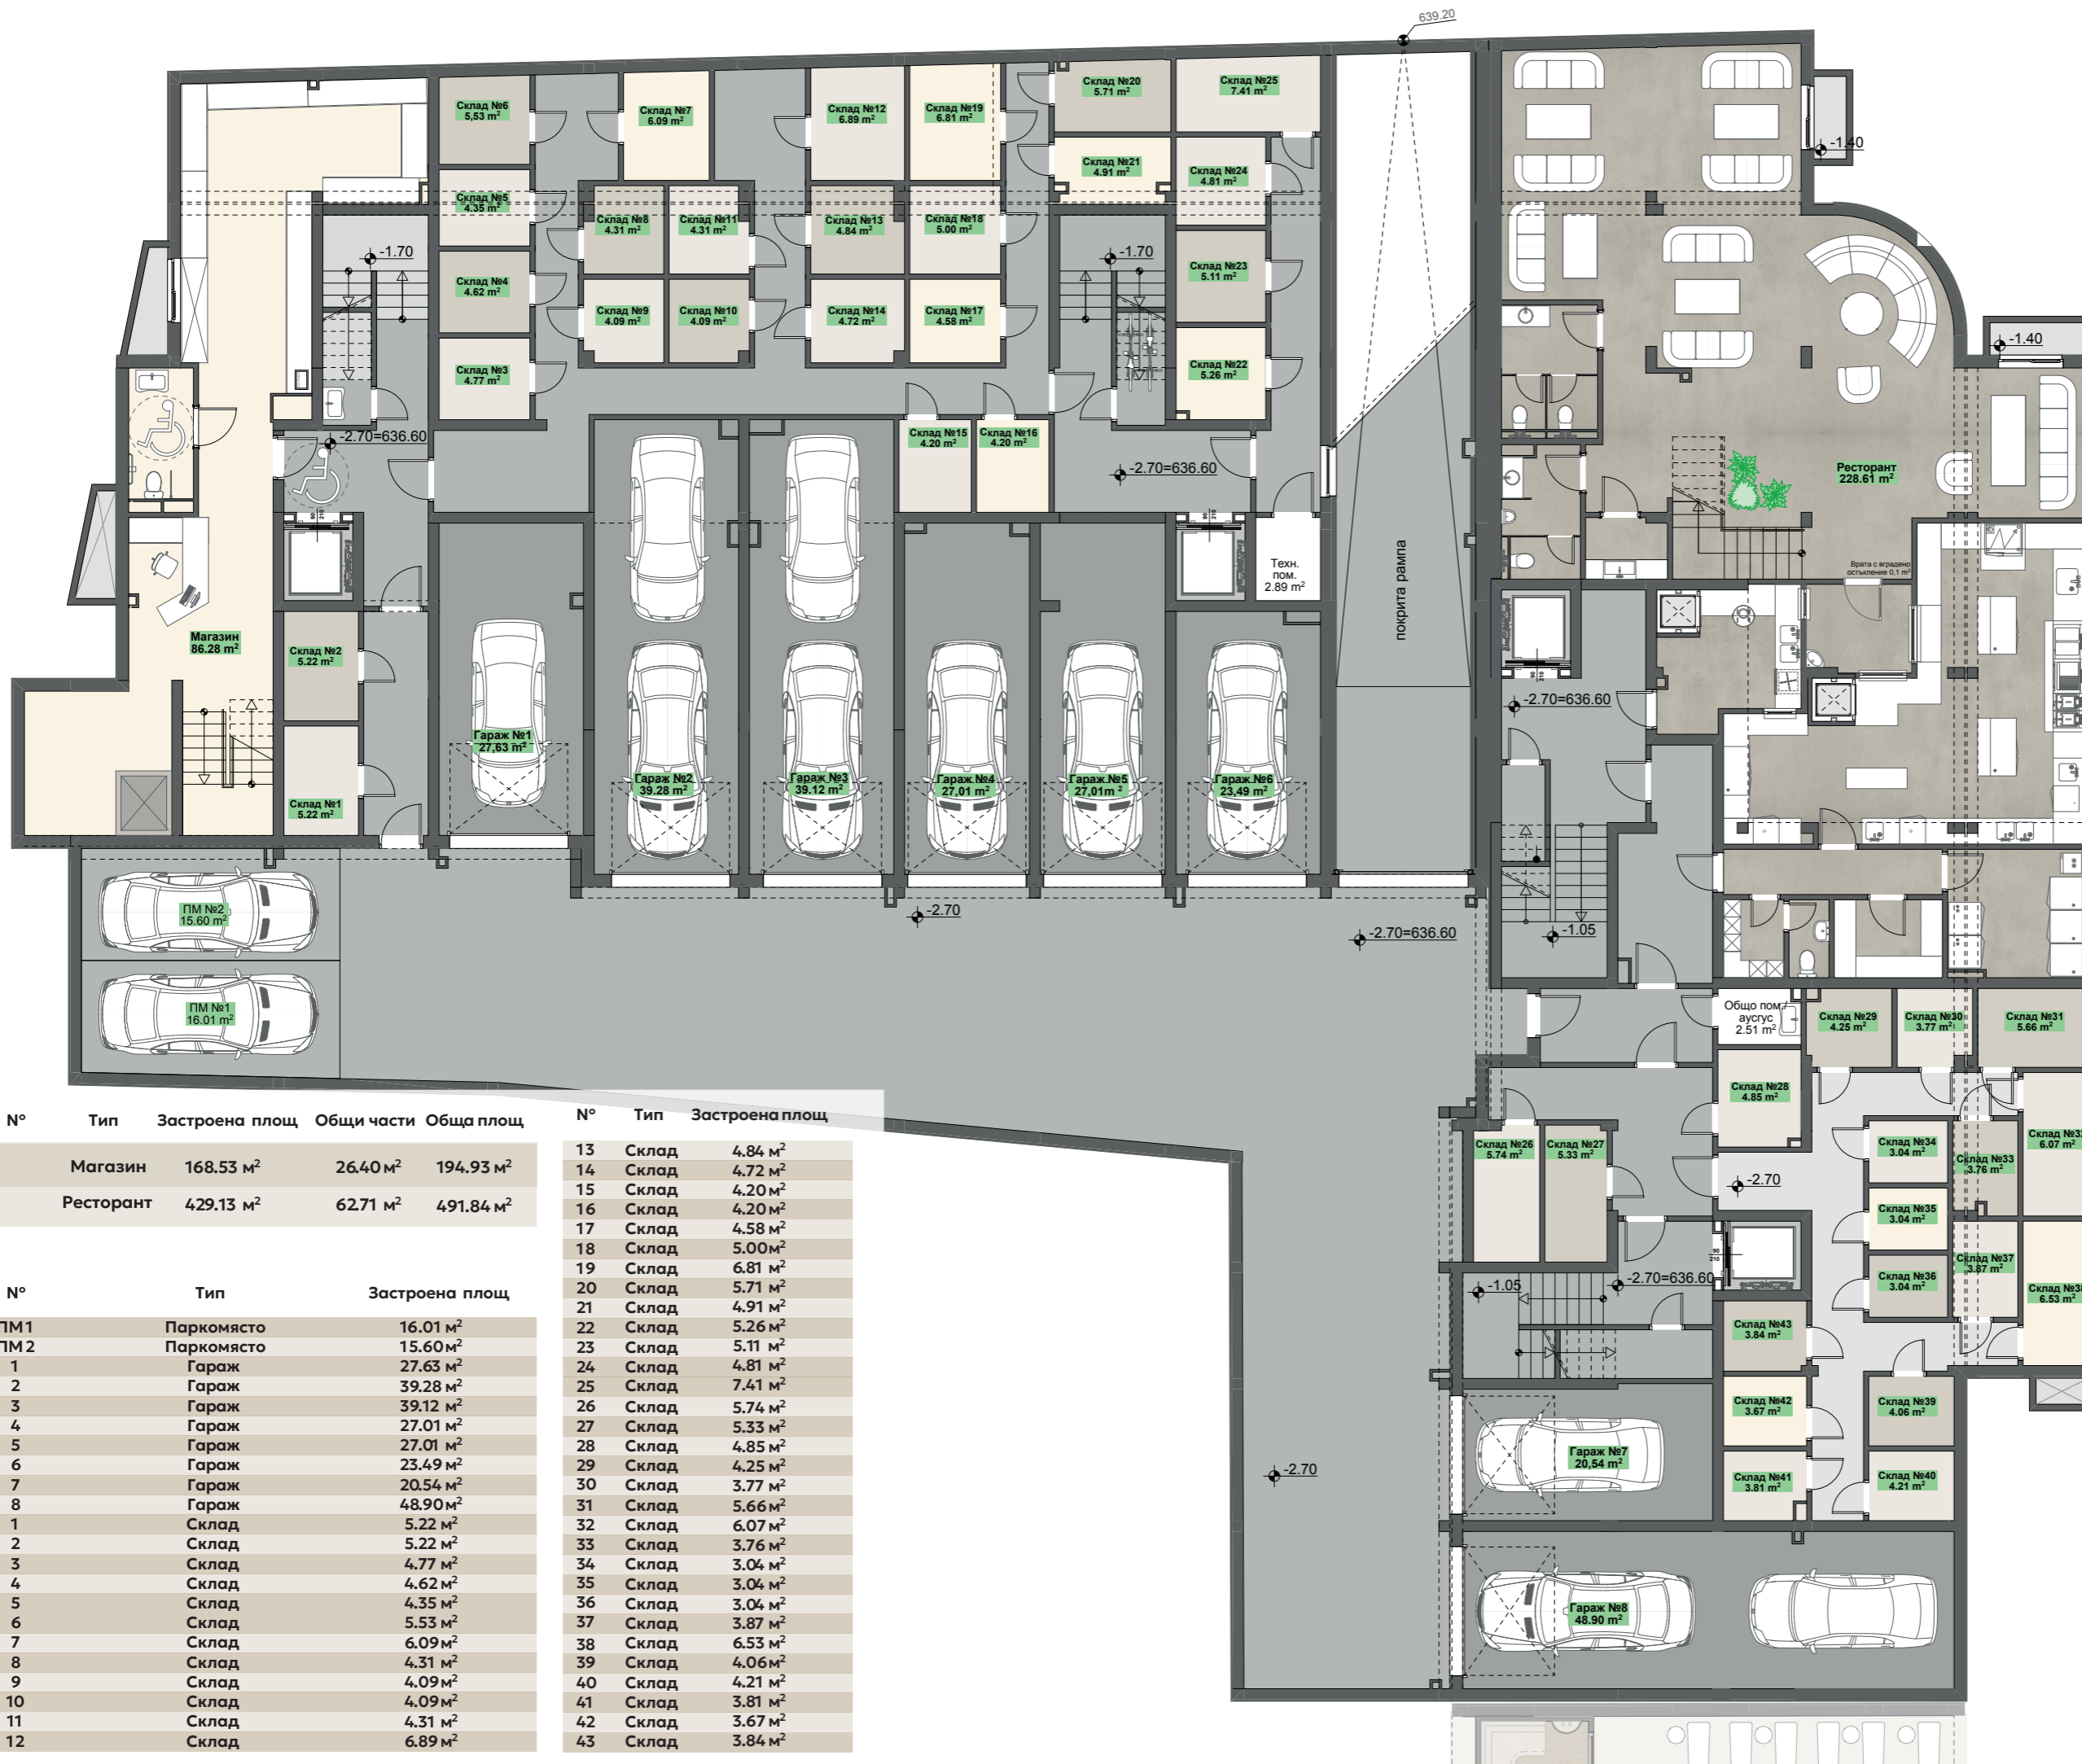 639.20
Склад №6
5,53 m²
Склад №7
6.09 m²
Склад №12
6.89 m²
Склад №19
6.81 m²
Склад №20
5.71 m²
Склад №25
7.41 m²
-1.40
Склад №21
4.91 m²
Склад №24
4.81 m²
Склад №5
4.35 m²
Склад №8
4.31 m²
Склад №11
4.31 m²
Склад №13
4.84 m²
Склад №18
5.00 m²
-1.70
-1.70
Склад №23
5.11 m²
Склад №4
4.62 m²
Склад №9
4.09 m²
Склад №10
4.09 m²
Склад №14
4.72 m²
Склад №17
4.58 m²
-1.40
Склад №3
4.77 m²
Склад №22
5.26 m²
-2.70=636.60
Склад №15
4.20 m²
Склад №16
4.20 m²
-2.70=636.60
Ресторант
228.61 m²
Техн.
пом.
2.89 m²
покрита рампа
Врата с вградено
остъкление 0,1 m²
Магазин
86.28 m²
Склад №2
5.22 m²
-2.70=636.60
Гараж №1
27,63 m²
Гараж №2
39.28 m²
Гараж №3
39.12 m²
Гараж №4
27,01 m²
Гараж №5
27,01m²
Гараж №6
23,49 m²
Склад №1
5.22 m²
ПМ №2
15.60 m²
-2.70
-2.70=636.60
-1.05
ПМ №1
16.01 m²
Общо пом./
аусгус
2.51 m²
Склад №29
4.25 m²
Склад №30
3.77 m²
Склад №31
5.66 m²
Склад №28
4.85 m²
Склад №26
5.74 m²
Склад №27
5.33 m²
Склад №34
3.04 m²
Склад №33
3.76 m²
Склад №32
6.07 m²
-2.70
Склад №35
3.04 m²
Склад №37
3.87 m²
Склад №36
3.04 m²
Склад №38
6.53 m²
-1.05
-2.70=636.60
Склад №43
3.84 m²
Склад №42
3.67 m²
Склад №39
4.06 m²
Гараж №7
20,54 m²
Склад №41
3.81 m²
Склад №40
4.21 m²
-2.70
Гараж №8
48.90 m²
N° Тип Застроена площ Общи части Обща площ
Магазин 168.53 м² 26.40 м² 194.93 м²
Ресторант 429.13 м² 62.71 м² 491.84 м²
N° Тип Застроена площ
ПМ1 Паркомясто 16.01 м²
ПМ2 Паркомясто 15.60 м²
1 Гараж 27.63 м²
2 Гараж 39.28 м²
3 Гараж 39.12 м²
4 Гараж 27.01 м²
5 Гараж 27.01 м²
6 Гараж 23.49 м²
7 Гараж 20.54 м²
8 Гараж 48.90 м²
1 Склад 5.22 м²
2 Склад 5.22 м²
3 Склад 4.77 м²
4 Склад 4.62 м²
5 Склад 4.35 м²
6 Склад 5.53 м²
7 Склад 6.09 м²
8 Склад 4.31 м²
9 Склад 4.09 м²
10 Склад 4.09 м²
11 Склад 4.31 м²
12 Склад 6.89 м²
N° Тип Застроена площ
13 Склад 4.84 м²
14 Склад 4.72 м²
15 Склад 4.20 м²
16 Склад 4.20 м²
17 Склад 4.58 м²
18 Склад 5.00 м²
19 Склад 6.81 м²
20 Склад 5.71 м²
21 Склад 4.91 м²
22 Склад 5.26 м²
23 Склад 5.11 м²
24 Склад 4.81 м²
25 Склад 7.41 м²
26 Склад 5.74 м²
27 Склад 5.33 м²
28 Склад 4.85 м²
29 Склад 4.25 м²
30 Склад 3.77 м²
31 Склад 5.66 м²
32 Склад 6.07 м²
33 Склад 3.76 м²
34 Склад 3.04 м²
35 Склад 3.04 м²
36 Склад 3.04 м²
37 Склад 3.87 м²
38 Склад 6.53 м²
39 Склад 4.06 м²
40 Склад 4.21 м²
41 Склад 3.81 м²
42 Склад 3.67 м²
43 Склад 3.84 м²